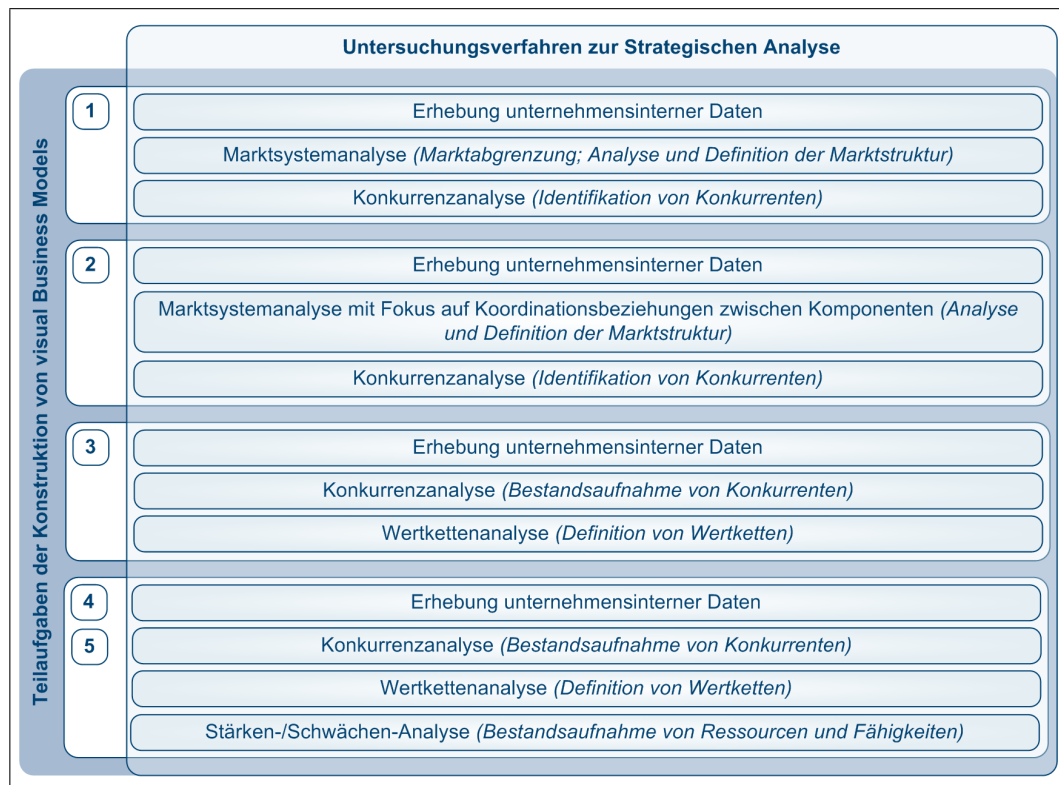 Untersuchungsverfahren zur Strategischen Analyse
Teilaufgaben der Konstruktion von visual Business Models
1
Erhebung unternehmensinterner Daten
Marktsystemanalyse (Marktabgrenzung; Analyse und Definition der Marktstruktur)
Konkurrenzanalyse (Identifikation von Konkurrenten)
2
Erhebung unternehmensinterner Daten
Marktsystemanalyse mit Fokus auf Koordinationsbeziehungen zwischen Komponenten (Analyse
und Definition der Marktstruktur)
Konkurrenzanalyse (Identifikation von Konkurrenten)
3
Erhebung unternehmensinterner Daten
Konkurrenzanalyse (Bestandsaufnahme von Konkurrenten)
Wertkettenanalyse (Definition von Wertketten)
4
Erhebung unternehmensinterner Daten
5
Konkurrenzanalyse (Bestandsaufnahme von Konkurrenten)
Wertkettenanalyse (Definition von Wertketten)
Stärken-/Schwächen-Analyse (Bestandsaufnahme von Ressourcen und Fähigkeiten)